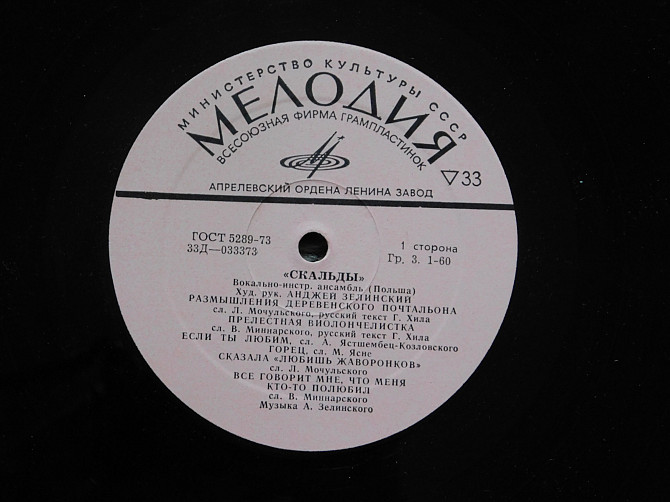 МИНИСТЕРСТВО КУЛЬТУРЫ СССР
МЕЛОДИЯ
ВСЕСОЮЗНАЯ ФИРМА ГРАМПЛАСТИНОК
АПРЕЛЕВСКИЙ ОРДЕНА ЛЕНИНА ЗАВОД
▽33
ГОСТ 5289-73
33Д—033373
1 сторона
Гр. 3. 1-60
«СКАЛЬДЫ»
Вокально-инстр. ансамбль (Польша)
Худ. рук. АНДЖЕЙ ЗЕЛИНСКИЙ
РАЗМЫШЛЕНИЯ ДЕРЕВЕНСКОГО ПОЧТАЛЬОНА
сл. Л. Мочульского, русский текст Г. Хила
ПРЕЛЕСТНАЯ ВИОЛОНЧЕЛИСТКА
сл. В. Миннарского, русский текст Г. Хила
ЕСЛИ ТЫ ЛЮБИМ, сл. А. Ястшембец-Козловского
ГОРЕЦ, сл. М. Ясне
СКАЗАЛА «ЛЮБИШЬ ЖАВОРОНКОВ»
сл. Л. Мочульского
ВСЕ ГОВОРИТ МНЕ, ЧТО МЕНЯ
КТО-ТО ПОЛЮБИЛ
сл. В. Миннарского
Музыка А. Зелинского